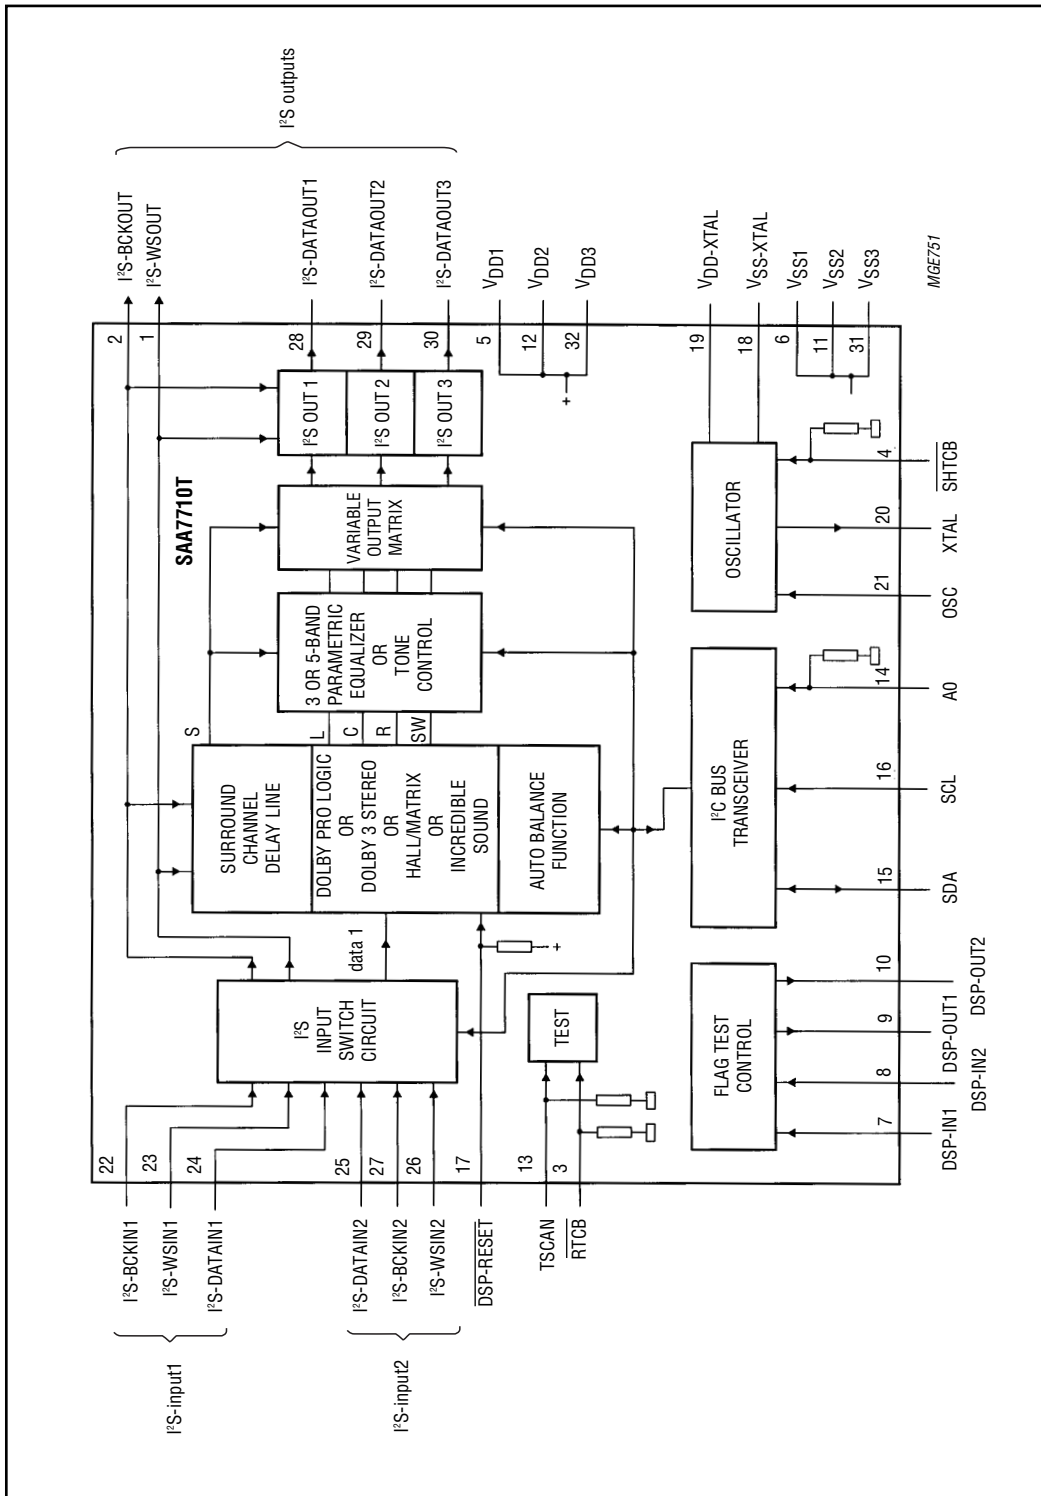 SAA7710T
I²S-input1
I²S-BCKIN1
22
I²S-WSIN1
23
I²S-DATAIN1
24
I²S-input2
I²S-DATAIN2
25
I²S-BCKIN2
27
I²S-WSIN2
26
DSP-RESET
17
TSCAN
13
RTCB
3
I²S
INPUT
SWITCH
CIRCUIT
data 1
TEST
+
SURROUND
CHANNEL
DELAY LINE
DOLBY PRO LOGIC
OR
DOLBY 3 STEREO
OR
HALL/MATRIX
OR
INCREDIBLE
SOUND
AUTO BALANCE
FUNCTION
S
L
C
R
SW
3 OR 5-BAND
PARAMETRIC
EQUALIZER
OR
TONE
CONTROL
VARIABLE
OUTPUT
MATRIX
I²S OUT 1
I²S OUT 2
I²S OUT 3
2
I²S-BCKOUT
1
I²S-WSOUT
28
I²S-DATAOUT1
29
I²S-DATAOUT2
30
I²S-DATAOUT3
I²S outputs
5
VDD1
12
VDD2
32
VDD3
+
19
VDD-XTAL
18
VSS-XTAL
6
VSS1
11
VSS2
31
VSS3
FLAG TEST
CONTROL
I²C BUS
TRANSCEIVER
OSCILLATOR
7
8
9
10
15
16
14
21
20
4
DSP-IN1
DSP-IN2
DSP-OUT1
DSP-OUT2
SDA
SCL
A0
OSC
XTAL
SHTCB
MGE751